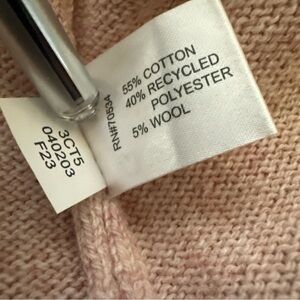 55% COTTON
40% RECYCLED
POLYESTER
5% WOOL
RN#70534
3CT5
040203
F23